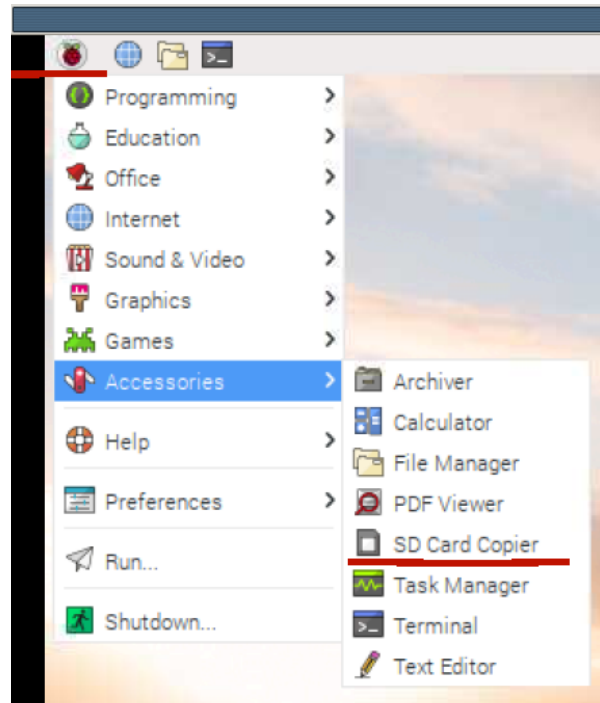 Programming
Education
Office
Internet
Sound & Video
Graphics
Games
Accessories
Help
Preferences
Run...
Shutdown...
Archiver
Calculator
File Manager
PDF Viewer
SD Card Copier
Task Manager
Terminal
Text Editor